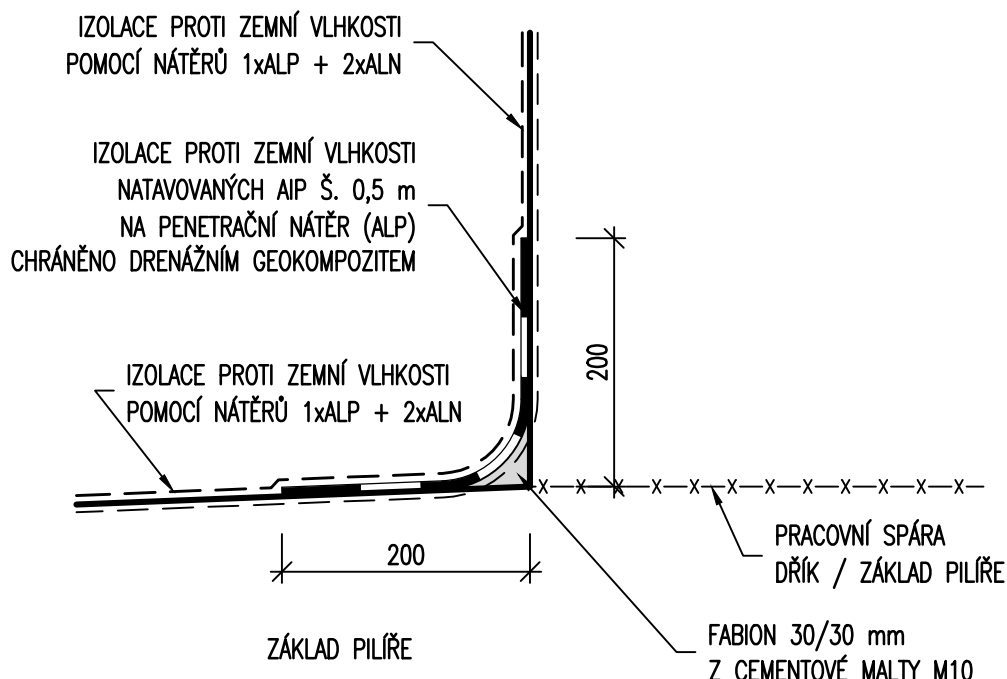 IZOLACE PROTI ZEMNÍ VLHKOSTI
POMOCÍ NÁTĚRŮ 1xALP + 2xALN
IZOLACE PROTI ZEMNÍ VLHKOSTI
NATAVOVANÝCH AIP Š. 0,5 m
NA PENETRAČNÍ NÁTĚR (ALP)
CHRÁNĚNO DRENÁŽNÍM GEOKOMPOZITEM
200
IZOLACE PROTI ZEMNÍ VLHKOSTI
POMOCÍ NÁTĚRŮ 1xALP + 2xALN
PRACOVNÍ SPÁRA
DŘÍK / ZÁKLAD PILÍŘE
200
FABION 30/30 mm
Z CEMENTOVÉ MALTY M10
ZÁKLAD PILÍŘE